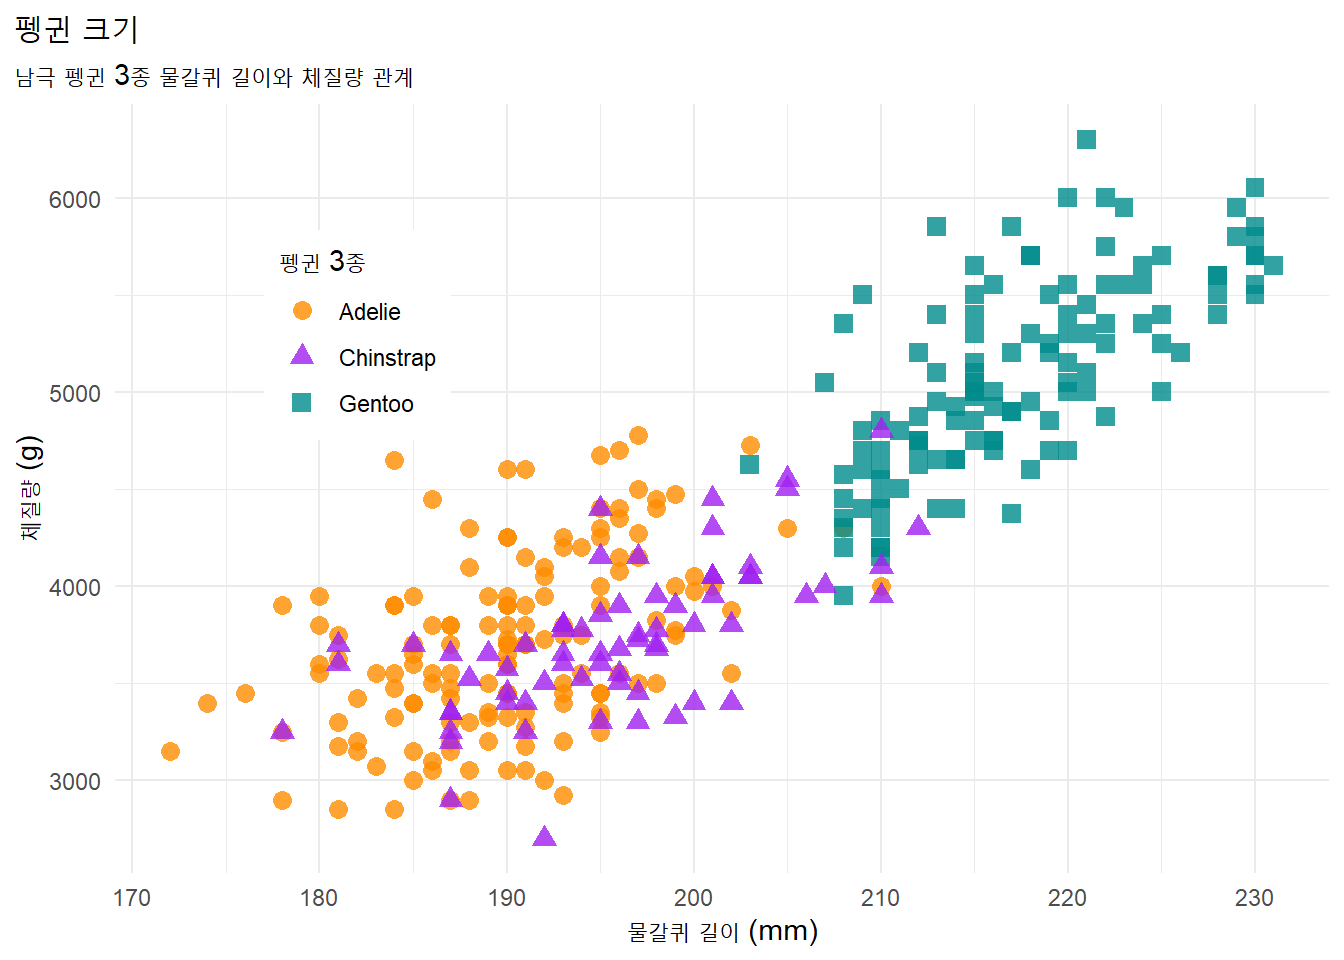 펭귄 크기
남극 펭귄 3종 물갈퀴 길이와 체질량 관계
6000
5000
4000
3000
체질량 (g)
펭귄 3종
Adelie
Chinstrap
Gentoo
170 180 190 200 210 220 230
물갈퀴 길이 (mm)